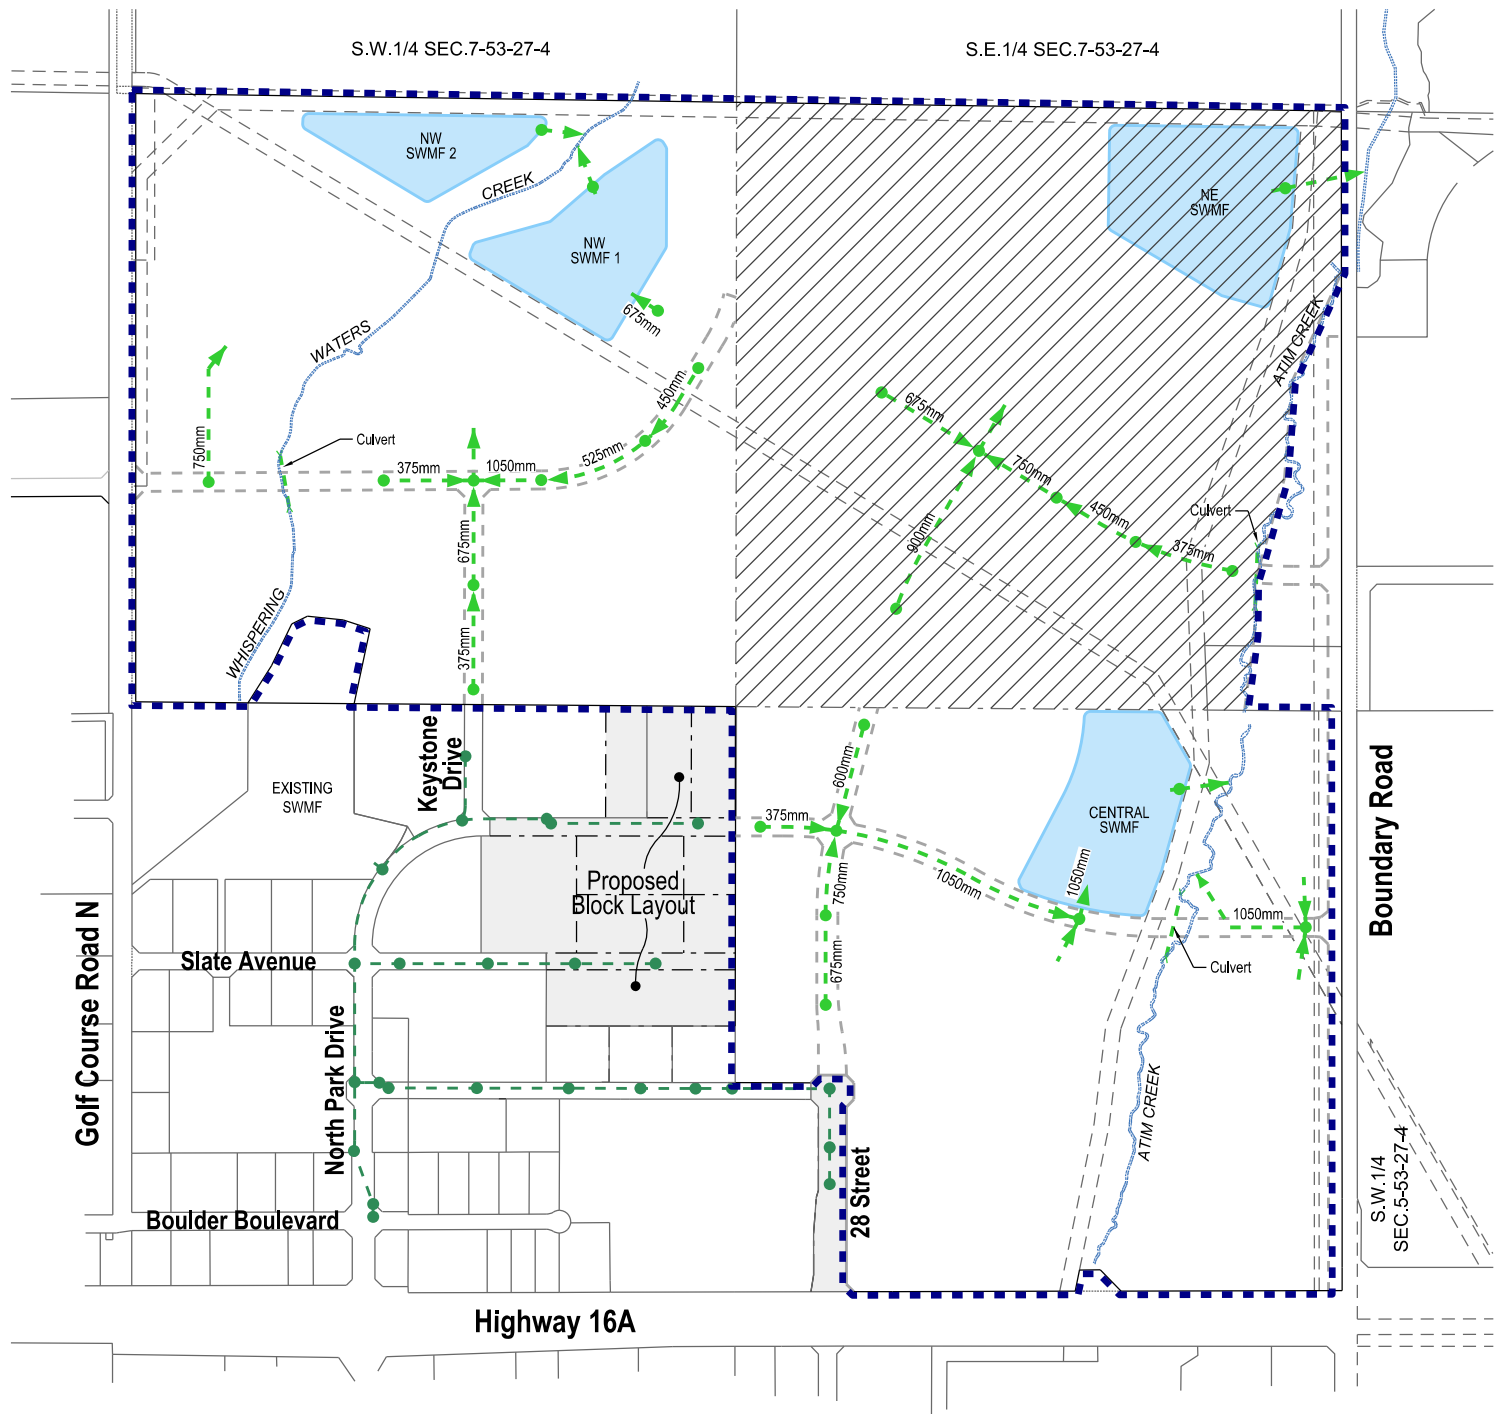 S.W.1/4 SEC.7-53-27-4
S.E.1/4 SEC.7-53-27-4
NW
SWMF 2
CREEK
NW
SWMF 1
NE
SWMF
675mm
WATERS
ATIM CREEK
450mm
675mm
Culvert
750mm
375mm
1050mm
525mm
750mm
450mm
Culvert
900mm
375mm
675mm
WHISPERING
375mm
Keystone
Drive
EXISTING
SWMF
600mm
375mm
CENTRAL
SWMF
Boundary Road
Proposed
Block Layout
750mm
1050mm
1050mm
1050mm
Golf Course Road N
Slate Avenue
675mm
Culvert
North Park Drive
ATIM CREEK
28 Street
S.W.1/4
SEC.5-53-27-4
Boulder Boulevard
Highway 16A